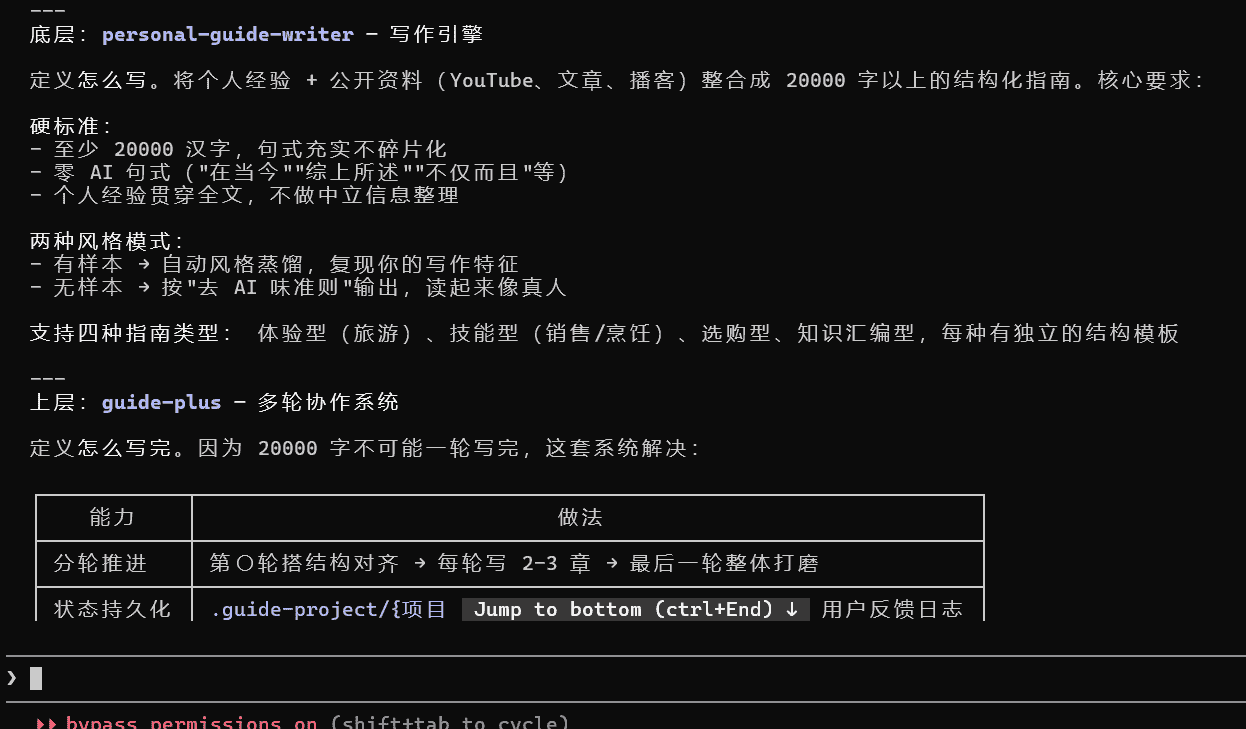 ———
底层：personal-guide-writer — 写作引擎
定义怎么写。将个人经验 + 公开资料（YouTube、文章、播客）整合成 20000 字以上的结构化指南。核心要求：
硬标准：
- 至少 20000 汉字，句式充实不碎片化
- 零 AI 句式（"在当今""综上所述""不仅而且"等）
- 个人经验贯穿全文，不做中立信息整理
两种风格模式：
- 有样本 → 自动风格蒸馏，复现你的写作特征
- 无样本 → 按"去 AI 味准则"输出，读起来像真人
支持四种指南类型： 体验型（旅游）、技能型（销售/烹饪）、选购型、知识汇编型，每种有独立的结构模板
———
上层：guide-plus — 多轮协作系统
定义怎么写完。因为 20000 字不可能一轮写完，这套系统解决：
能力 做法
分轮推进 第〇轮搭结构对齐 → 每轮写 2-3 章 → 最后一轮整体打磨
状态持久化 .guide-project/{项目 Jump to bottom (ctrl+End) ↓ 用户反馈日志
❯
⏵⏵ bypass permissions on (shift+tab to cycle)